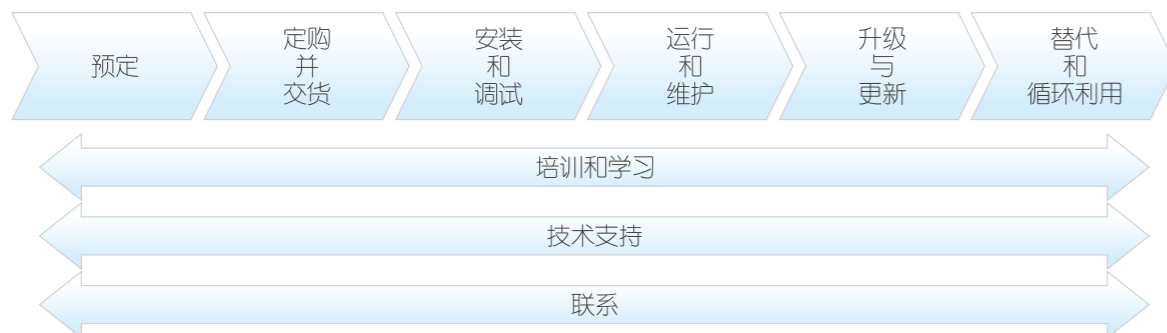 预定
定购
并
交货
安装
和
调试
运行
和
维护
升级
与
更新
替代
和
循环利用
培训和学习
技术支持
联系